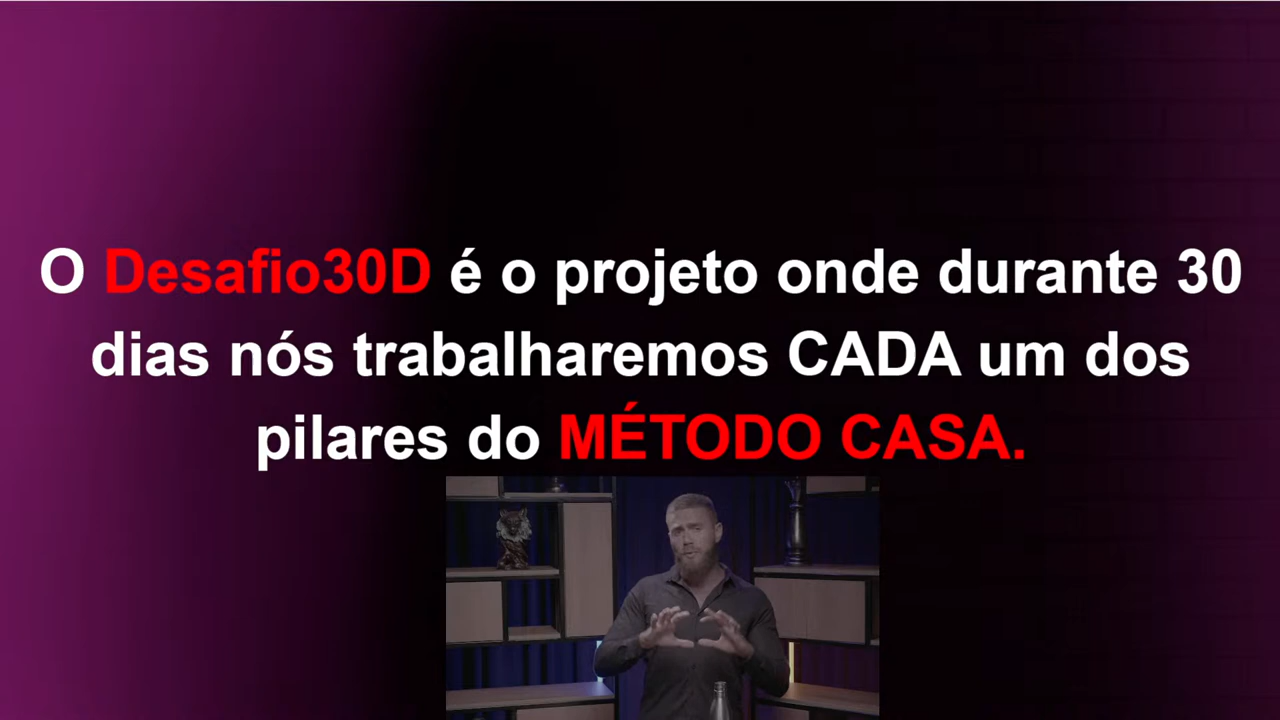 O Desafio30D é o projeto onde durante 30
dias nós trabalharemos CADA um dos
pilares do MÉTODO CASA.